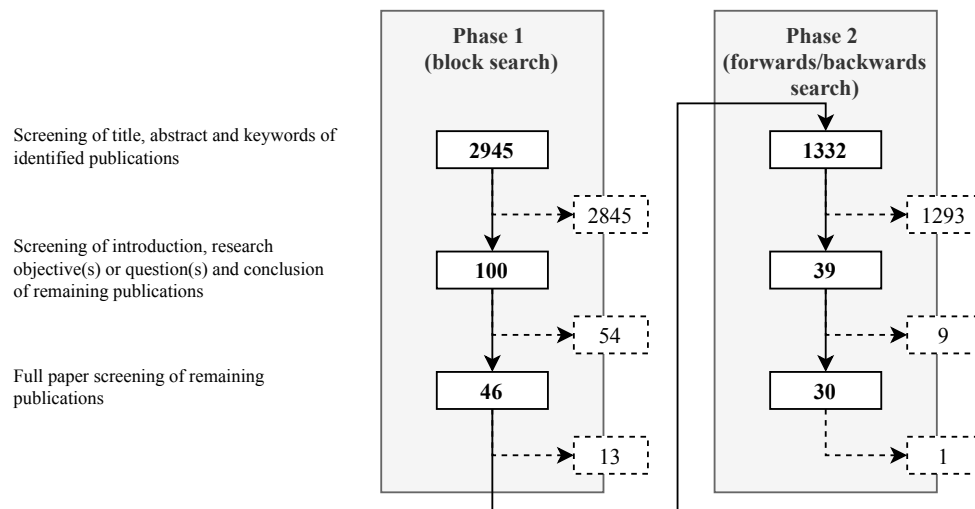 Phase 1
(block search)
Phase 2
(forwards/backwards
search)
Screening of title, abstract and keywords of
identified publications
2945
1332
2845
1293
Screening of introduction, research
objective(s) or question(s) and conclusion
of remaining publications
100
39
54
9
Full paper screening of remaining
publications
46
30
13
1